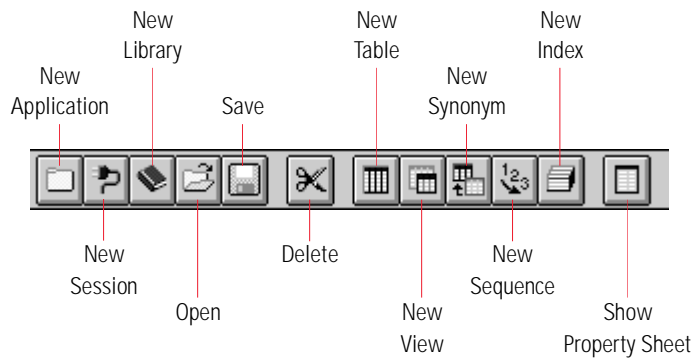 New
Library
New
Table
New
Index
New
Application
Save
New
Synonym
123
New
Session
Delete
New
Sequence
Open
New
View
Show
Property Sheet